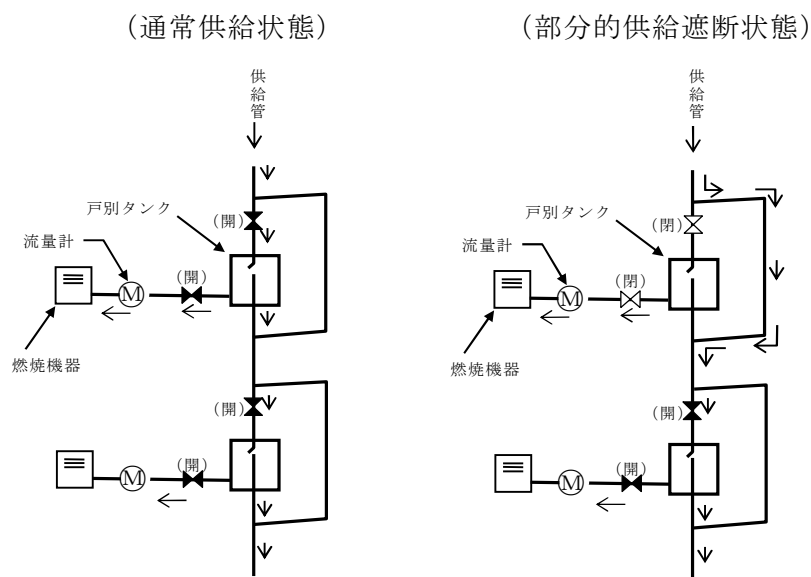 (通常供給状態)
供給管
戸別タンク
(開)
流量計
(開)
M
燃焼機器
(開)
(開)
M
(部分的供給遮断状態)
供給管
戸別タンク
(閉)
流量計
(閉)
M
燃焼機器
(開)
(開)
M